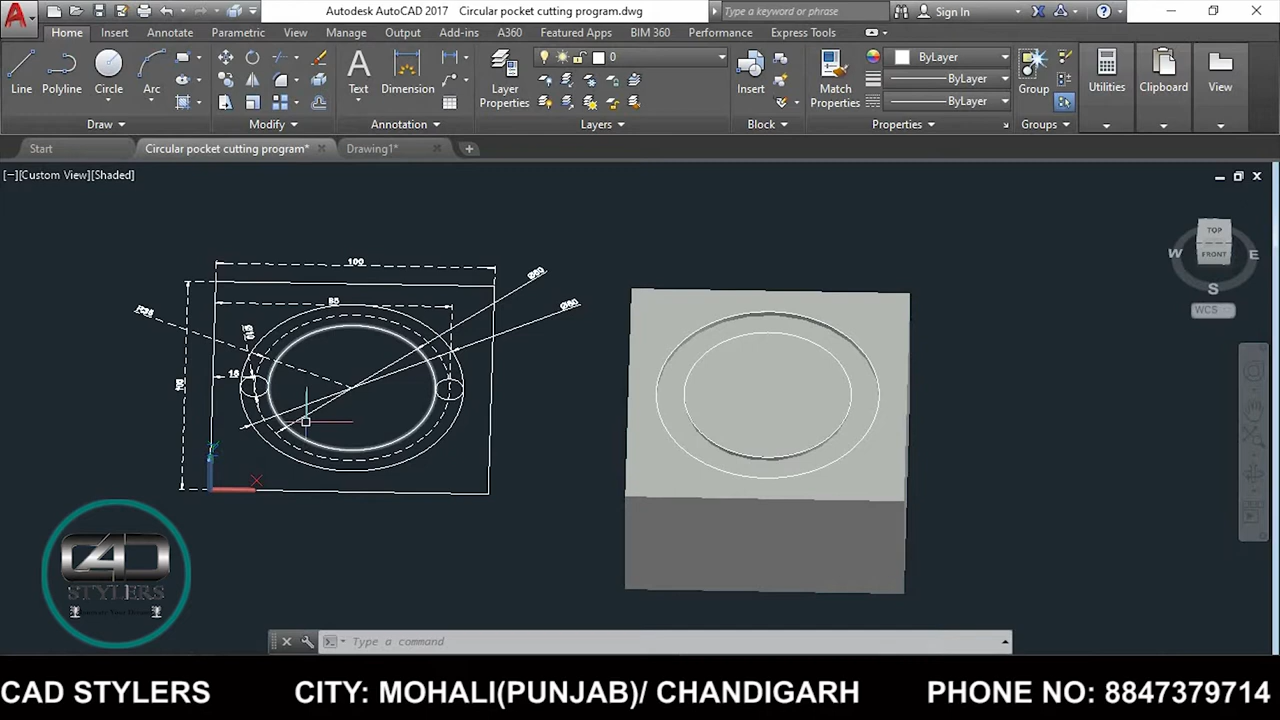 Autodesk AutoCAD 2017 Circular pocket cutting program.dwg
Type a keyword or phrase
Sign In
Home Insert Annotate Parametric View Manage Output Add-ins A360 Featured Apps BIM 360 Performance Express Tools
Line Polyline Circle Arc Text Dimension Layer Properties 0 Insert Match Properties ByLayer Group Utilities Clipboard View
ByLayer
ByLayer
Draw Modify Annotation Layers Block Properties Groups
Start Circular pocket cutting program* Drawing1*
[−][Custom View][Shaded]
TOP
FRONT
W E
S
WCS
100
85
15
100
X
CAD
STYLERS
Type a command
CAD STYLERS CITY: MOHALI(PUNJAB)/ CHANDIGARH PHONE NO: 8847379714